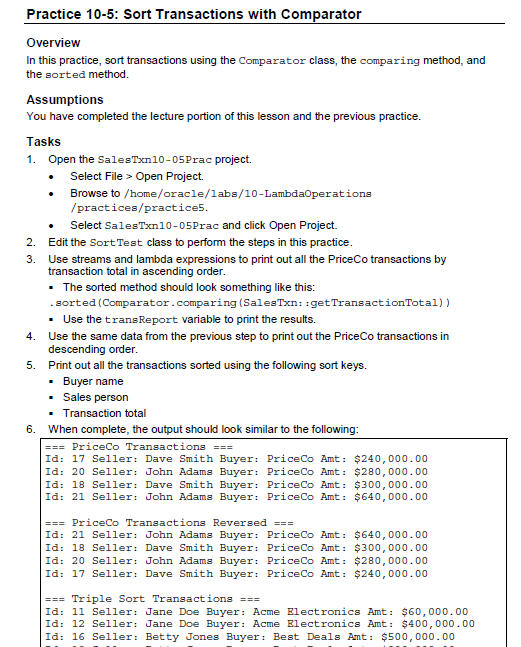 Practice 10-5: Sort Transactions with Comparator
Overview
In this practice, sort transactions using the Comparator class, the comparing method, and
the sorted method.
Assumptions
You have completed the lecture portion of this lesson and the previous practice.
Tasks
1. Open the SalesTxn10-05Prac project.
• Select File > Open Project.
• Browse to /home/oracle/labs/10-LambdaOperations
/practices/practice5.
• Select SalesTxn10-05Prac and click Open Project.
2. Edit the SortTest class to perform the steps in this practice.
3. Use streams and lambda expressions to print out all the PriceCo transactions by
transaction total in ascending order.
▪ The sorted method should look something like this:
.sorted(Comparator.comparing(SalesTxn::getTransactionTotal))
▪ Use the transReport variable to print the results.
4. Use the same data from the previous step to print out the PriceCo transactions in
descending order.
5. Print out all the transactions sorted using the following sort keys.
▪ Buyer name
▪ Sales person
▪ Transaction total
6. When complete, the output should look similar to the following:
=== PriceCo Transactions ===
Id: 17 Seller: Dave Smith Buyer: PriceCo Amt: $240,000.00
Id: 20 Seller: John Adams Buyer: PriceCo Amt: $280,000.00
Id: 18 Seller: Dave Smith Buyer: PriceCo Amt: $300,000.00
Id: 21 Seller: John Adams Buyer: PriceCo Amt: $640,000.00
=== PriceCo Transactions Reversed ===
Id: 21 Seller: John Adams Buyer: PriceCo Amt: $640,000.00
Id: 18 Seller: Dave Smith Buyer: PriceCo Amt: $300,000.00
Id: 20 Seller: John Adams Buyer: PriceCo Amt: $280,000.00
Id: 17 Seller: Dave Smith Buyer: PriceCo Amt: $240,000.00
=== Triple Sort Transactions ===
Id: 11 Seller: Jane Doe Buyer: Acme Electronics Amt: $60,000.00
Id: 12 Seller: Jane Doe Buyer: Acme Electronics Amt: $400,000.00
Id: 16 Seller: Betty Jones Buyer: Best Deals Amt: $500,000.00